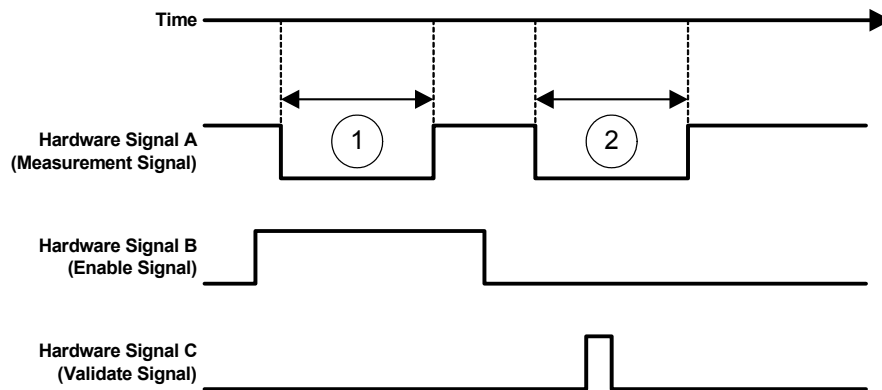 Time
1
2
Hardware Signal A
(Measurement Signal)
Hardware Signal B
(Enable Signal)
Hardware Signal C
(Validate Signal)